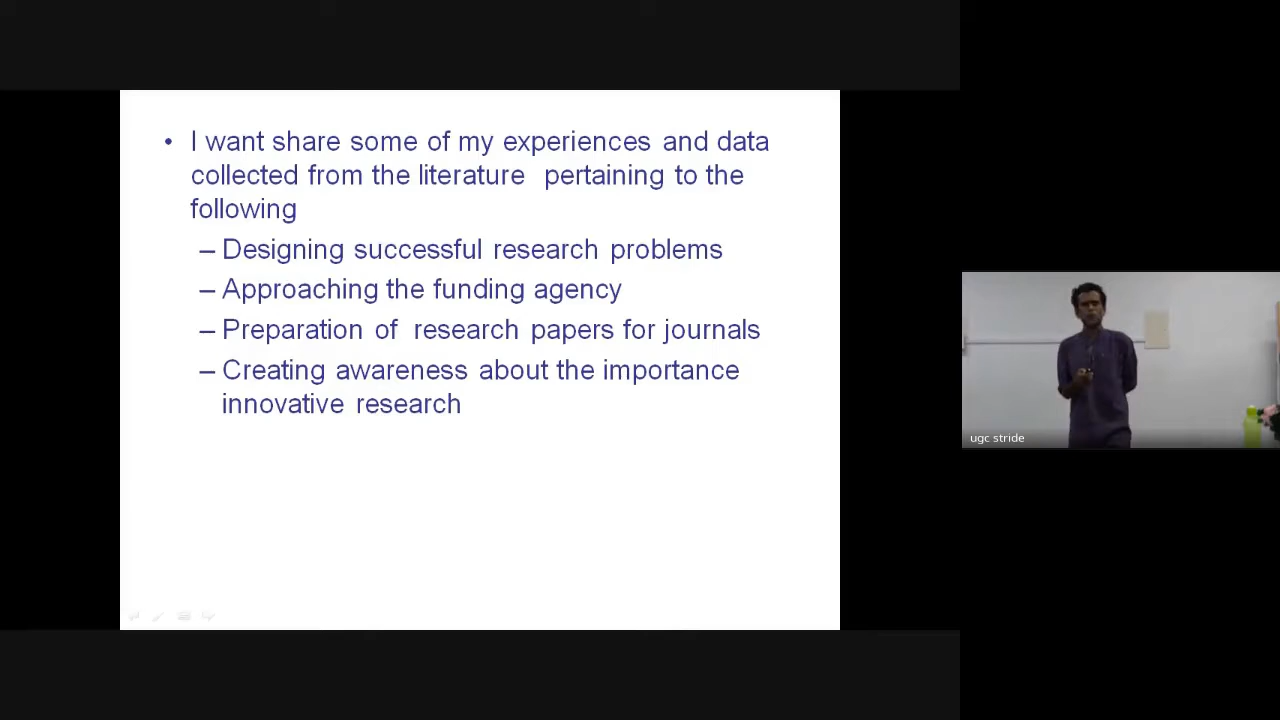 • I want share some of my experiences and data
collected from the literature pertaining to the
following
– Designing successful research problems
– Approaching the funding agency
– Preparation of research papers for journals
– Creating awareness about the importance
innovative research
ugc stride